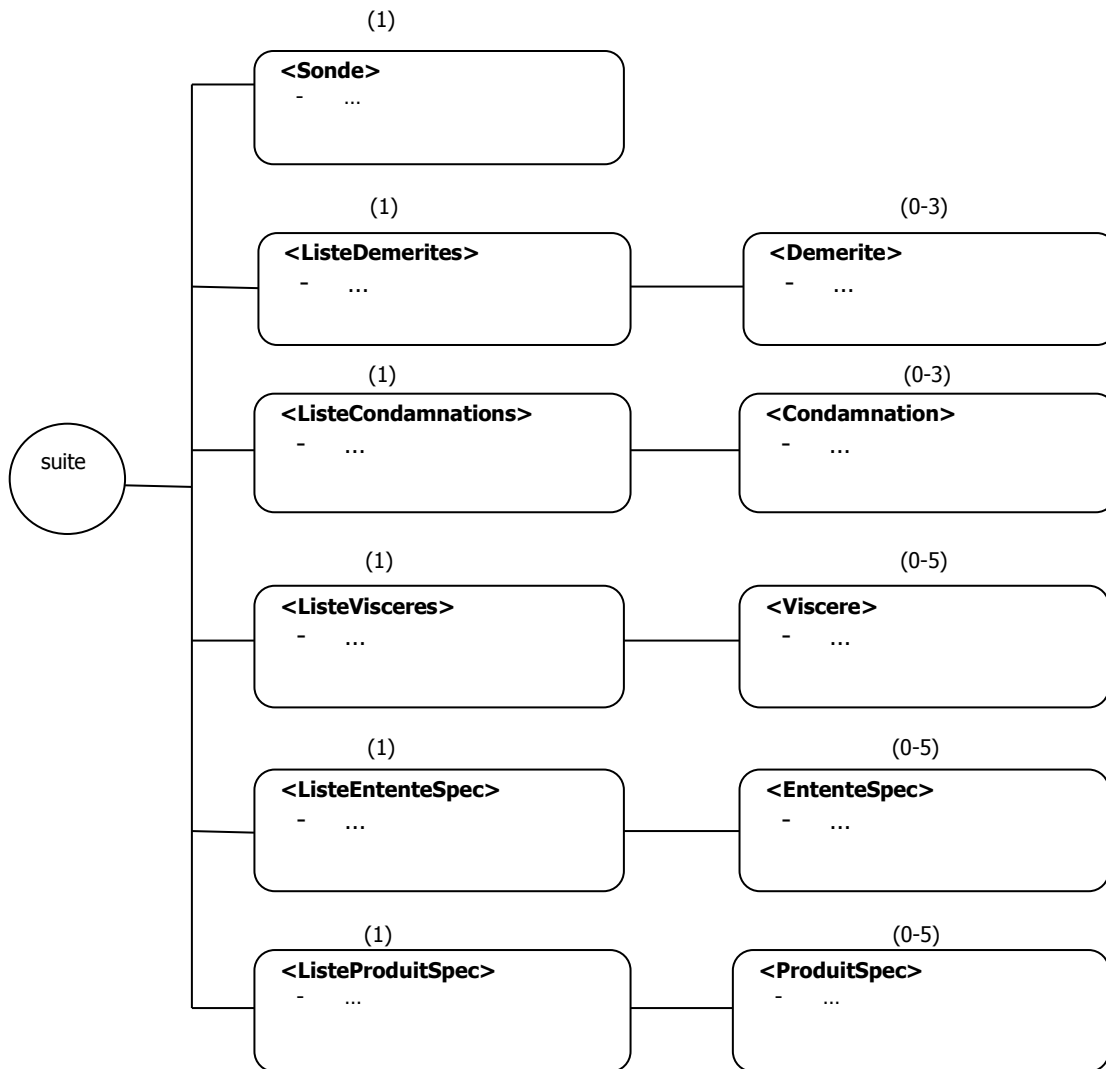 (1)
<Sonde>
- ...
(1)
(0-3)
<ListeDemerites>
- ...
<Demerite>
- ...
(1)
(0-3)
<ListeCondamnations>
- ...
<Condamnation>
- ...
suite
(1)
(0-5)
<ListeVisceres>
- ...
<Viscere>
- ...
(1)
(0-5)
<ListeEntenteSpec>
- ...
<EntenteSpec>
- ...
(1)
(0-5)
<ListeProduitSpec>
- ...
<ProduitSpec>
- ...